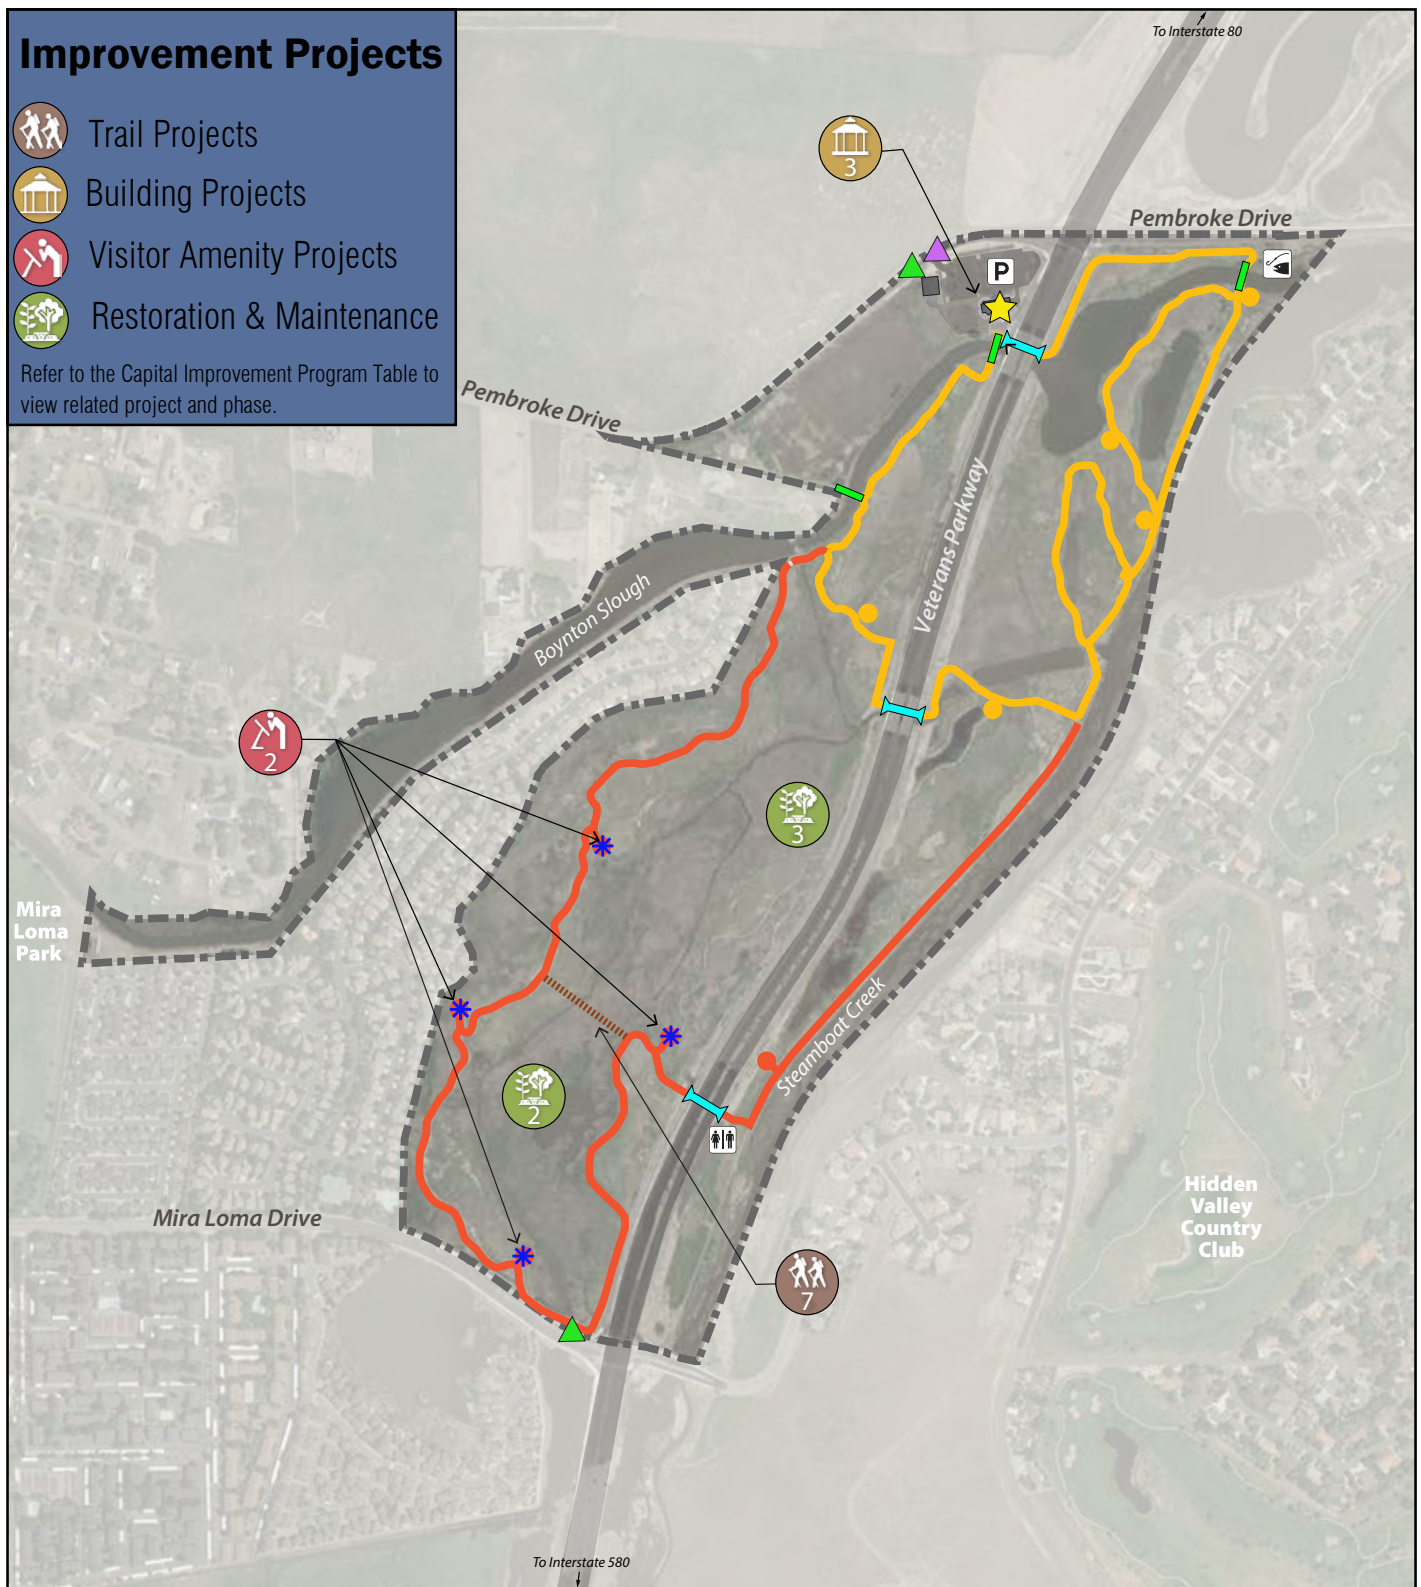 Improvement Projects
Trail Projects
Building Projects
Visitor Amenity Projects
Restoration & Maintenance
Refer to the Capital Improvement Program Table to
view related project and phase.
To Interstate 80
3
Pembroke Drive
P
Pembroke Drive
Veterans Parkway
Boynton Slough
2
3
Mira
Loma
Park
Steamboat Creek
2
Mira Loma Drive
Hidden
Valley
Country
Club
7
To Interstate 580